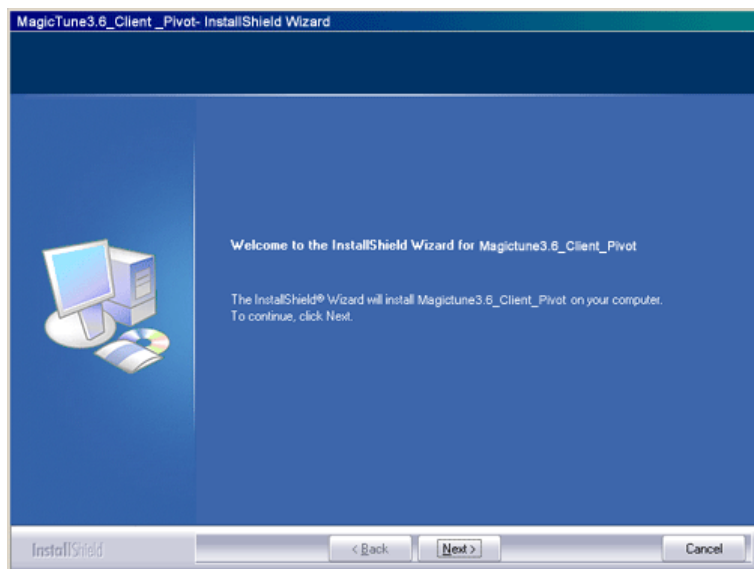 MagicTune3.6_Client _Pivot- InstallShield Wizard
Welcome to the InstallShield Wizard for Magictune3.6_Client_Pivot
The InstallShield® Wizard will install Magictune3.6_Client_Pivot on your computer.
To continue, click Next.
InstallShield
< Back
Next >
Cancel